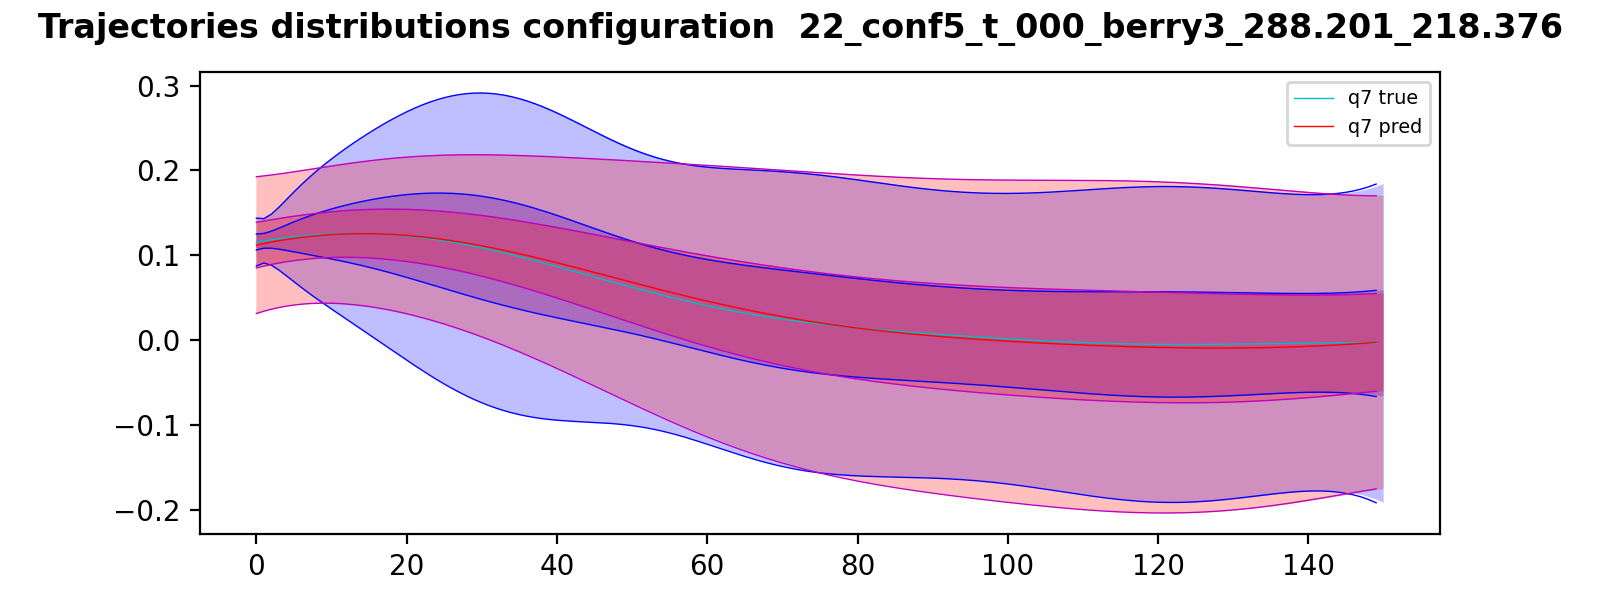 Trajectories distributions configuration  22_conf5_t_000_berry3_288.201_218.376
0.3
0.2
0.1
0.0
−0.1
−0.2
q7 true
q7 pred
0 20 40 60 80 100 120 140